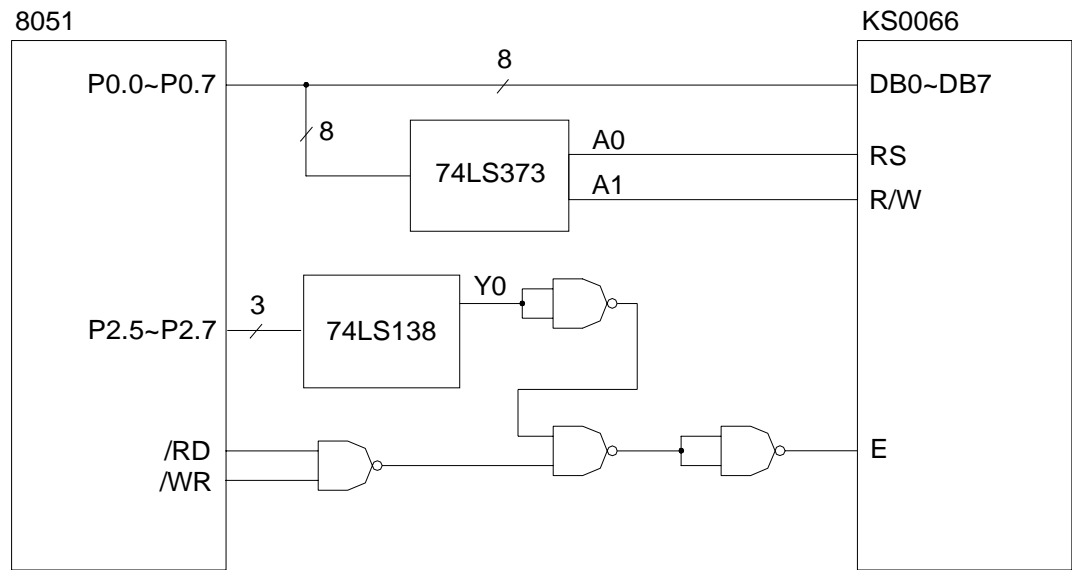 8051
KS0066
P0.0~P0.7
8
DB0~DB7
8
74LS373
A0
RS
A1
R/W
P2.5~P2.7
3
74LS138
Y0
/RD
/WR
E